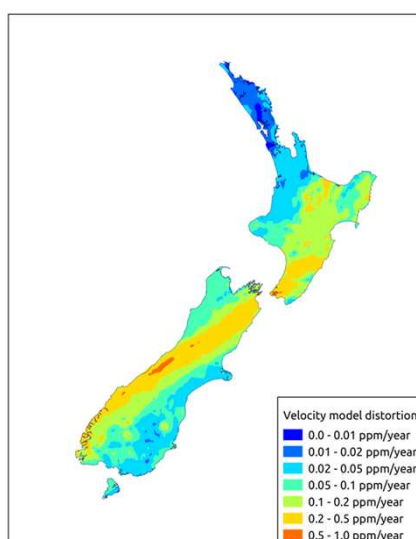 Velocity model distortion
0.0 - 0.01 ppm/year
0.01 - 0.02 ppm/year
0.02 - 0.05 ppm/year
0.05 - 0.1 ppm/year
0.1 - 0.2 ppm/year
0.2 - 0.5 ppm/year
0.5 - 1.0 ppm/year